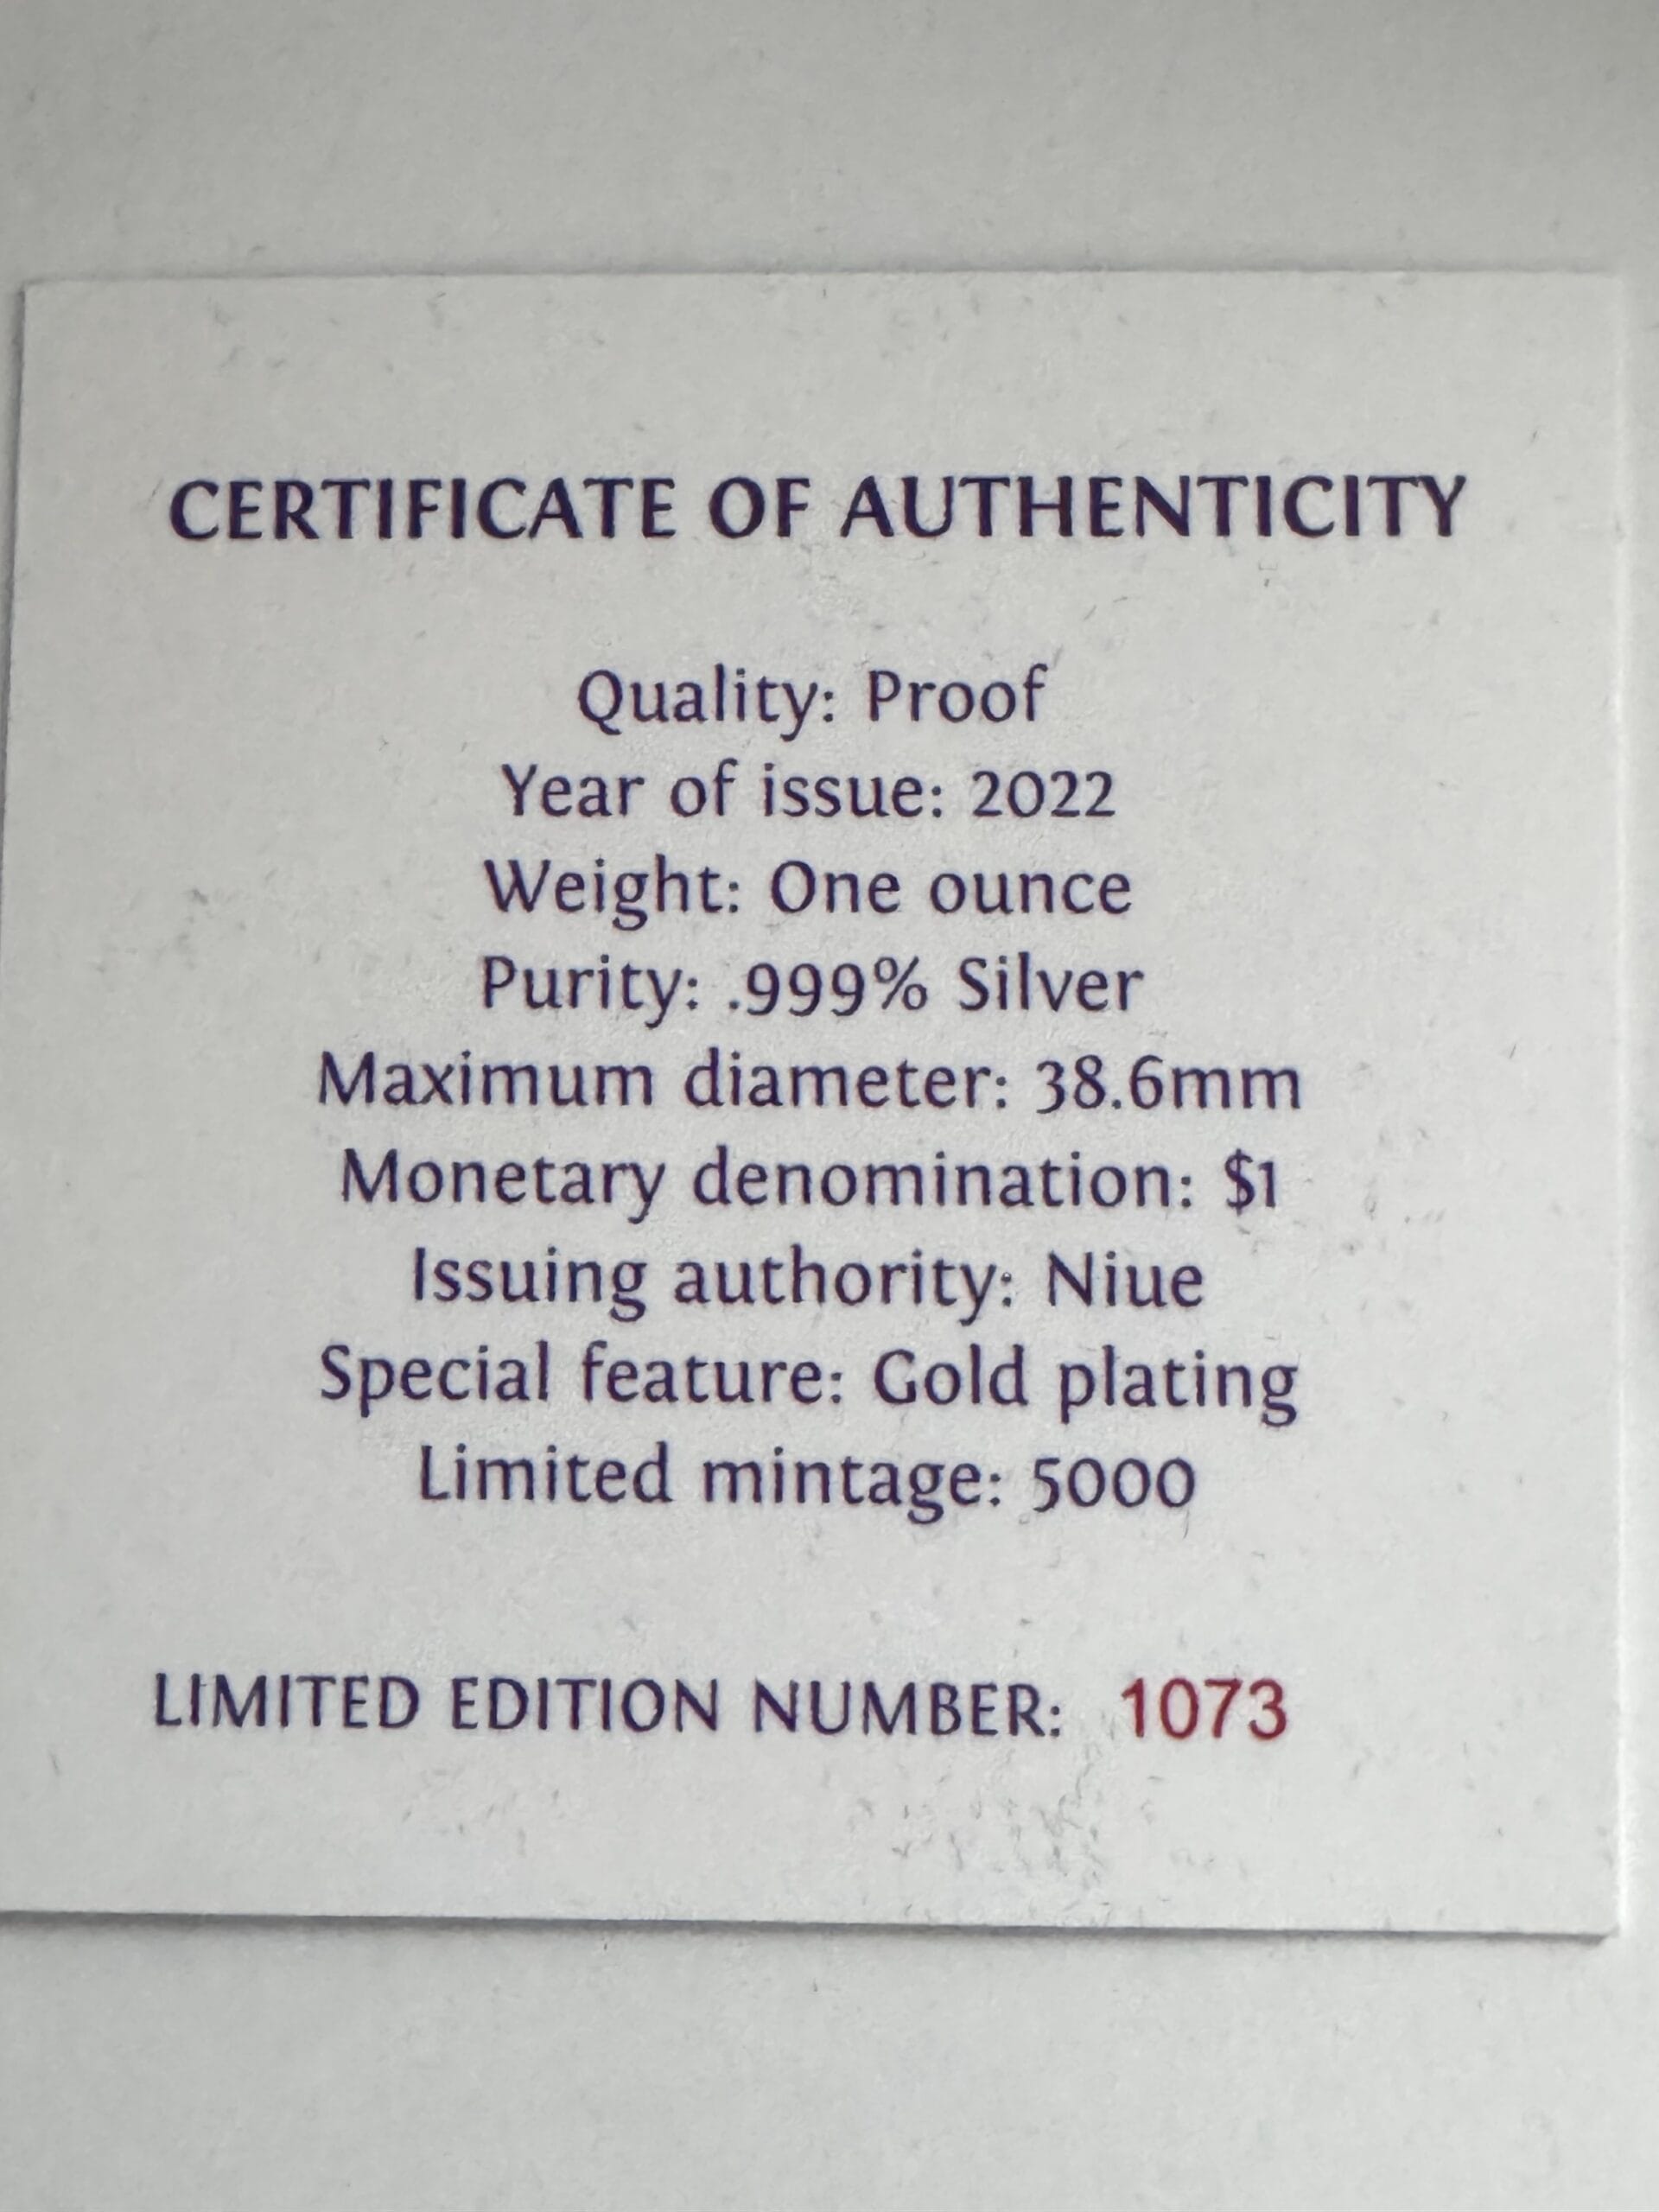 CERTIFICATE OF AUTHENTICITY
Quality: Proof
Year of issue: 2022
Weight: One ounce
Purity: .999% Silver
Maximum diameter: 38.6mm
Monetary denomination: $1
Issuing authority: Niue
Special feature: Gold plating
Limited mintage: 5000
LIMITED EDITION NUMBER: 1073